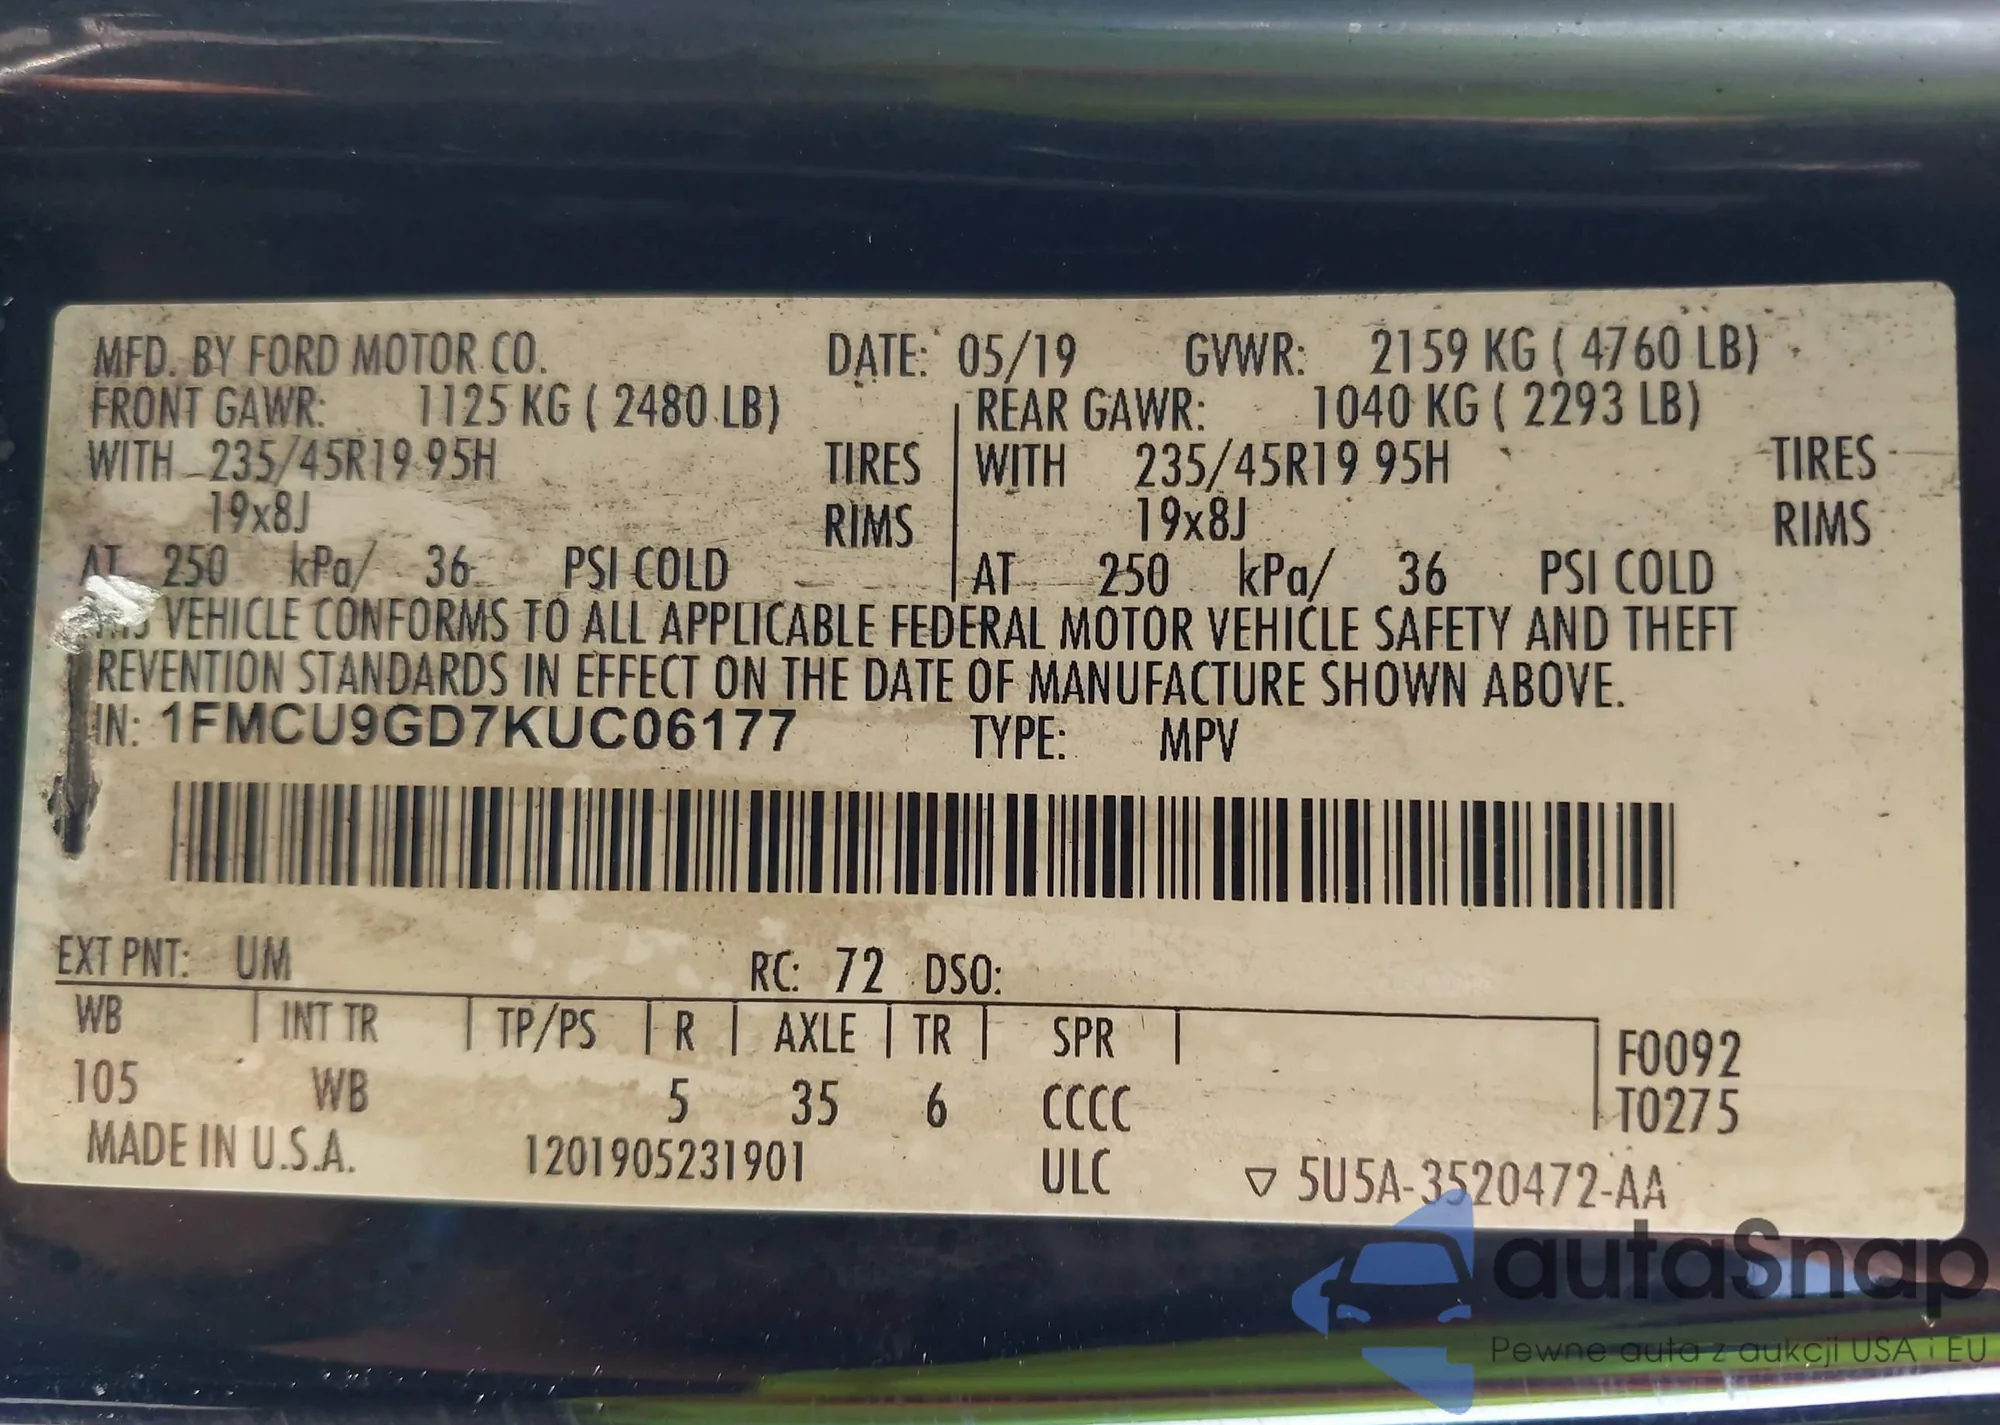 MFD. BY FORD MOTOR CO. DATE: 05/19 GVWR: 2159 KG ( 4760 LB)
FRONT GAWR: 1125 KG ( 2480 LB) REAR GAWR: 1040 KG ( 2293 LB)
WITH 235/45R19 95H TIRES WITH 235/45R19 95H TIRES
19x8J RIMS 19x8J RIMS
AT 250 kPa/ 36 PSI COLD AT 250 kPa/ 36 PSI COLD
VEHICLE CONFORMS TO ALL APPLICABLE FEDERAL MOTOR VEHICLE SAFETY AND THEFT
REVENTION STANDARDS IN EFFECT ON THE DATE OF MANUFACTURE SHOWN ABOVE.
IN: 1FMCU9GD7KUC06177 TYPE: MPV
EXT PNT: UM RC: 72 DSO:
WB INT TR TP/PS R AXLE TR SPR F0092
105 WB 5 35 6 CCCC T0275
MADE IN U.S.A. 1201905231901 ULC ▽ 5U5A-3520472-AA
autaSnap
Pewne auta z aukcji USA i EU